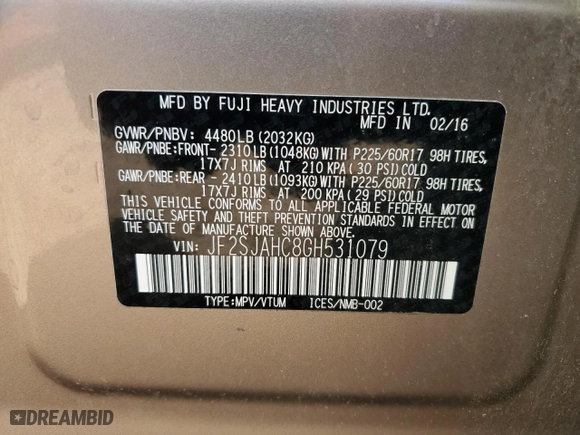 MFD BY FUJI HEAVY INDUSTRIES LTD.
MFD IN 02/16
GVWR/PNBV: 4480LB(2032KG)
GAWR/PNBE:FRONT-2310LB(1048KG)WITH P225/60R17 98H TIRES,
17X7J RIMS AT 210 KPA(30 PSI)COLD
GAWR/PNBE:REAR -2410LB(1093KG)WITH P225/60R17 98H TIRES,
17X7J RIMS AT 200 KPA(29 PSI)COLD
THIS VEHICLE CONFORMS TO ALL APPLICABLE FEDERAL MOTOR
VEHICLE SAFETY AND THEFT PREVENTION STANDARDS IN EFFECT ON
THE DATE OF MANUFACTURE SHOWN ABOVE.
VIN: JF2SJAHC8GH531079
TYPE:MPV/VTUM ICES/NMB-002
DREAMBID